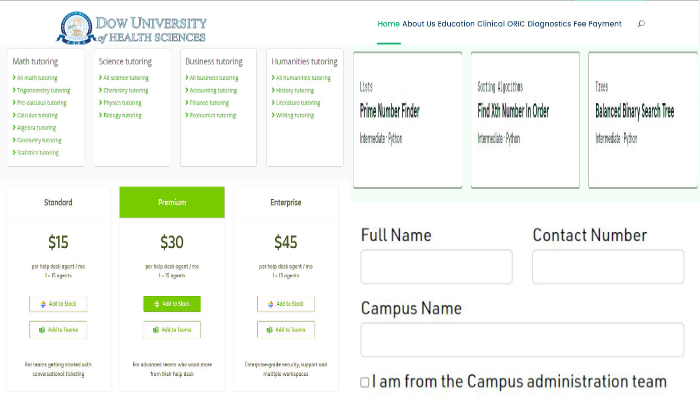 DOW UNIVERSITY
of HEALTH SCIENCES
Home About Us Education Clinical ORIC Diagnostics Fee Payment
Math tutoring
All math tutoring
Trigonometry tutoring
Pre-calculus tutoring
Calculus tutoring
Algebra tutoring
Geometry tutoring
Statistics tutoring
Science tutoring
All science tutoring
Chemistry tutoring
Physics tutoring
Biology tutoring
Business tutoring
All business tutoring
Accounting tutoring
Finance tutoring
Economics tutoring
Humanities tutoring
All humanities tutoring
History tutoring
Literature tutoring
Writing tutoring
Lists
Prime Number Finder
Intermediate · Python
Sorting Algorithms
Find Xth Number In Order
Intermediate · Python
Trees
Balanced Binary Search Tree
Intermediate · Python
Standard
$15
per help desk agent / mo
1 - 15 agents
Add to Slack
Add to Teams
For teams getting started with
conversational ticketing
Premium
$30
per help desk agent / mo
1 - 15 agents
Add to Slack
Add to Teams
For advanced teams who want more
from their help desk
Enterprise
$45
per help desk agent / mo
1 - 15 agents
Add to Slack
Add to Teams
Enterprise-grade security, support and
multiple workspaces
Full Name
Contact Number
Campus Name
I am from the Campus administration team